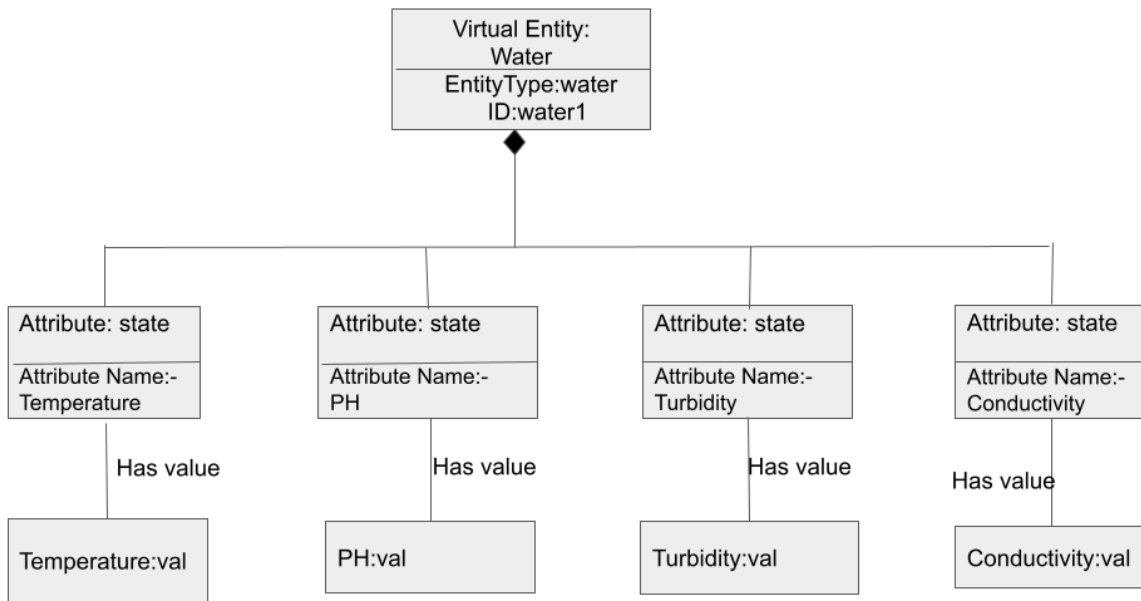 Virtual Entity:
Water
EntityType:water
ID:water1
Attribute: state
Attribute Name:-
Temperature
Attribute: state
Attribute Name:-
PH
Attribute: state
Attribute Name:-
Turbidity
Attribute: state
Attribute Name:-
Conductivity
Has value
Has value
Has value
Has value
Temperature:val
PH:val
Turbidity:val
Conductivity:val